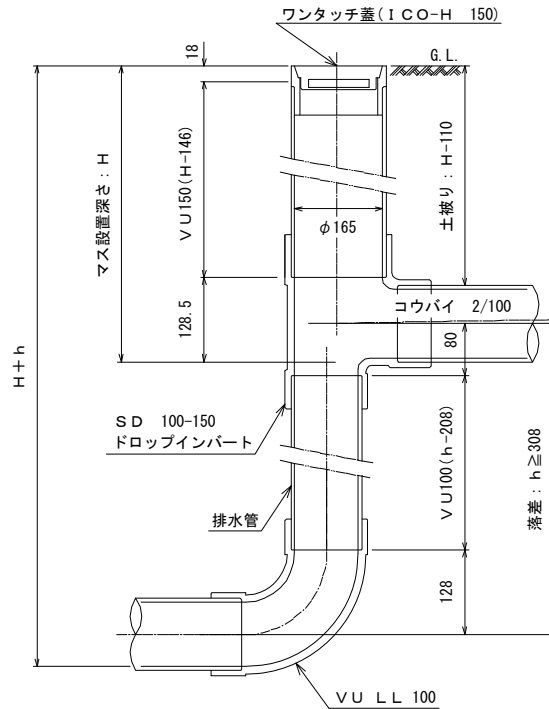 ワンタッチ蓋(ICO-H 150)
18
G.L.
VU150(H-146)
マス設置深さ:H
土被り:H-110
φ165
128.5
コウバイ 2/100
80
H+h
SD 100-150
ドロップインバート
VU100(h-208)
落差:h≧308
排水管
128
VU LL 100